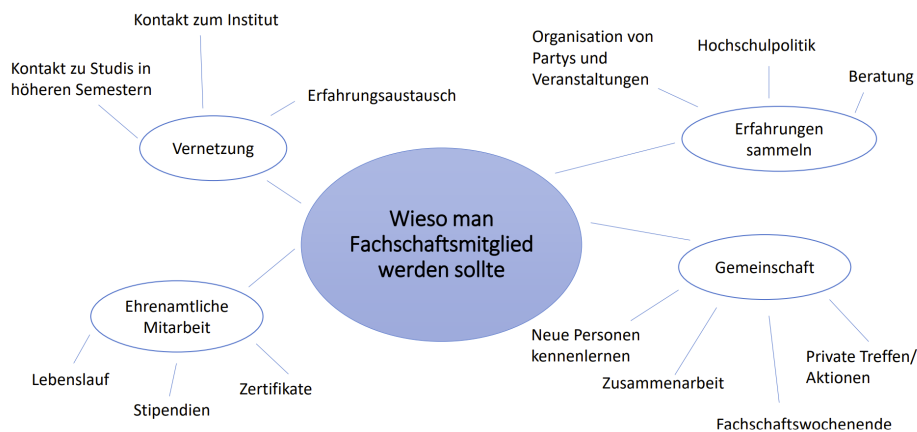 Kontakt zum Institut
Kontakt zu Studis in
höheren Semestern
Erfahrungsaustausch
Vernetzung
Organisation von
Partys und
Veranstaltungen
Hochschulpolitik
Beratung
Erfahrungen
sammeln
Wieso man
Fachschaftsmitglied
werden sollte
Ehrenamtliche
Mitarbeit
Lebenslauf
Stipendien
Zertifikate
Gemeinschaft
Neue Personen
kennenlernen
Zusammenarbeit
Private Treffen/
Aktionen
Fachschaftswochenende